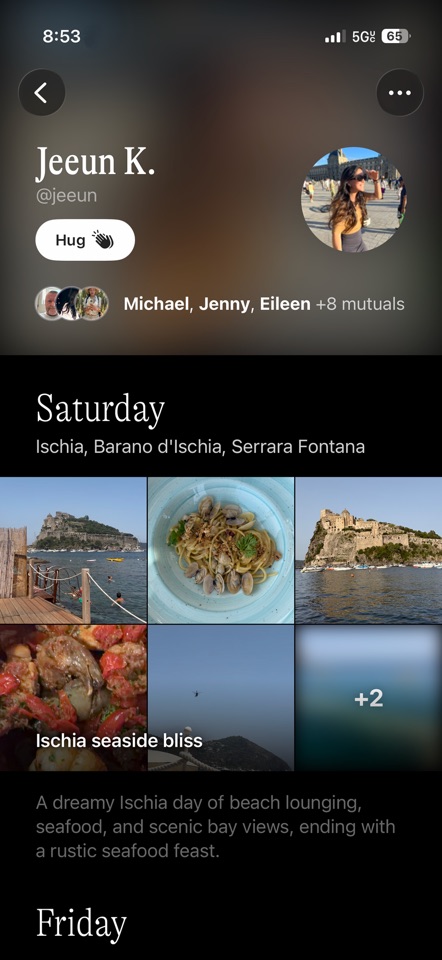 8:53
5GUC 65
Jeeun K.
@jeeun
Hug
Michael, Jenny, Eileen +8 mutuals
Saturday
Ischia, Barano d'Ischia, Serrara Fontana
+2
Ischia seaside bliss
A dreamy Ischia day of beach lounging,
seafood, and scenic bay views, ending with
a rustic seafood feast.
Friday